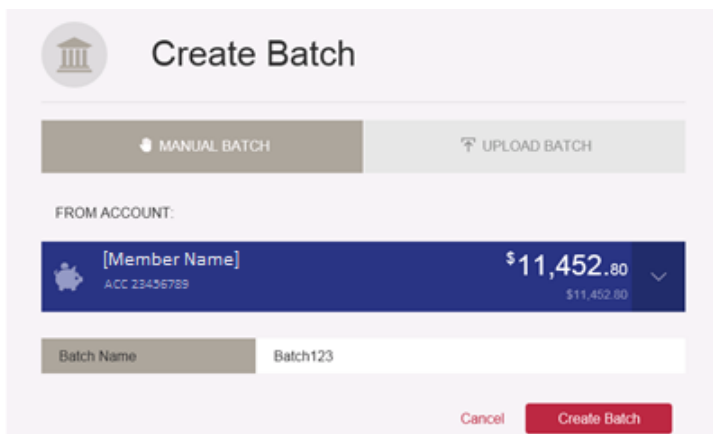 Create Batch
MANUAL BATCH
UPLOAD BATCH
FROM ACCOUNT:
[Member Name]
$11,452.80
ACC 23456789
$11,452.80
Batch Name
Batch123
Cancel
Create Batch